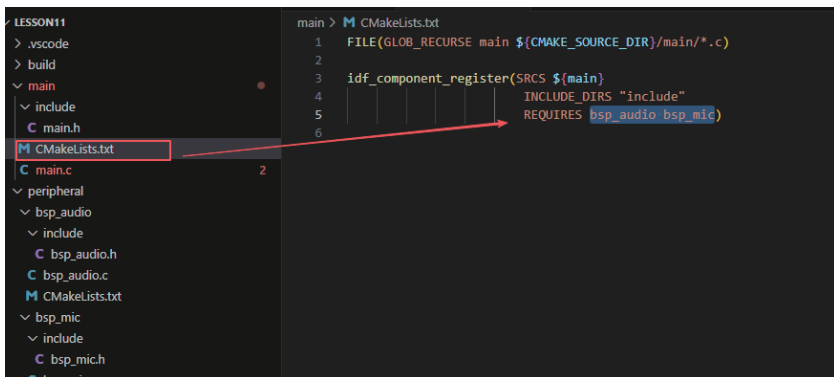 LESSON11
.vscode
build
main
include
C main.h
M CMakeLists.txt
C main.c 2
peripheral
bsp_audio
include
C bsp_audio.h
C bsp_audio.c
M CMakeLists.txt
bsp_mic
include
C bsp_mic.h
main > M CMakeLists.txt
1 FILE(GLOB_RECURSE main ${CMAKE_SOURCE_DIR}/main/*.c)
2
3 idf_component_register(SRCS ${main}
4 INCLUDE_DIRS "include"
5 REQUIRES bsp_audio bsp_mic)
6